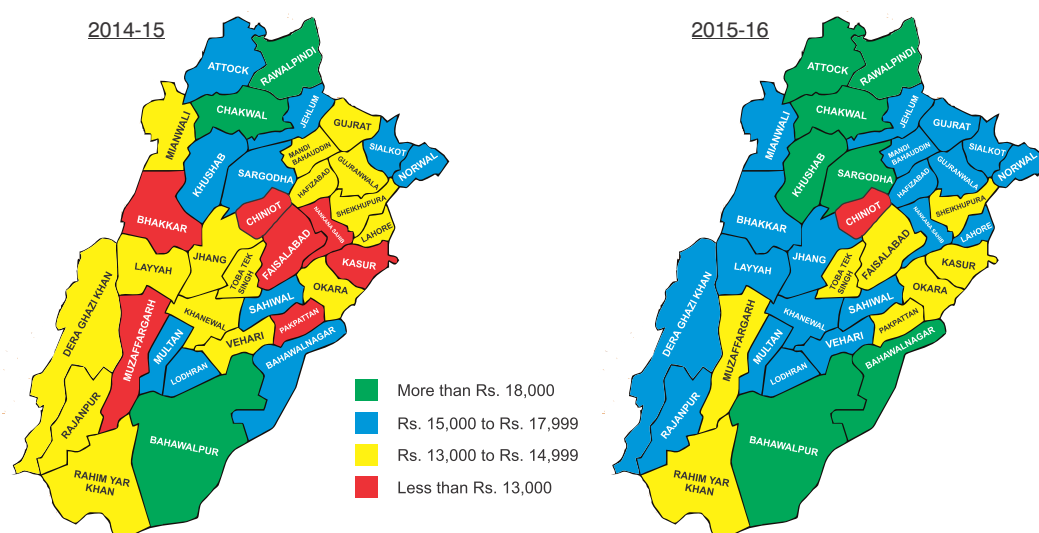 2014-15
ATTOCK
RAWALPINDI
CHAKWAL
JEHLUM
MIANWALI
GUJRAT
MANDI
BAHAUDDIN
SIALKOT
NORWAL
KHUSHAB
SARGODHA
GUJRANWALA
HAFIZABAD
SHEIKHUPURA
BHAKKAR
CHINIOT
NANKANA SAHIB
LAHORE
FAISALABAD
KASUR
JHANG
LAYYAH
TOBA TEK
SINGH
OKARA
DERA GHAZI KHAN
SAHIWAL
KHANEWAL
PAKPATTAN
MUZAFFARGARH
MULTAN
VEHARI
BAHAWALNAGAR
LODHRAN
RAJANPUR
BAHAWALPUR
RAHIM YAR
KHAN
More than Rs. 18,000
Rs. 15,000 to Rs. 17,999
Rs. 13,000 to Rs. 14,999
Less than Rs. 13,000
2015-16
ATTOCK
RAWALPINDI
CHAKWAL
JEHLUM
MIANWALI
GUJRAT
MANDI
BAHAUDDIN
SIALKOT
NORWAL
KHUSHAB
SARGODHA
GUJRANWALA
HAFIZABAD
SHEIKHUPURA
BHAKKAR
CHINIOT
NANKANA SAHIB
LAHORE
FAISALABAD
KASUR
JHANG
LAYYAH
TOBA TEK
SINGH
OKARA
DERA GHAZI KHAN
SAHIWAL
KHANEWAL
PAKPATTAN
MUZAFFARGARH
MULTAN
VEHARI
BAHAWALNAGAR
LODHRAN
RAJANPUR
BAHAWALPUR
RAHIM YAR
KHAN